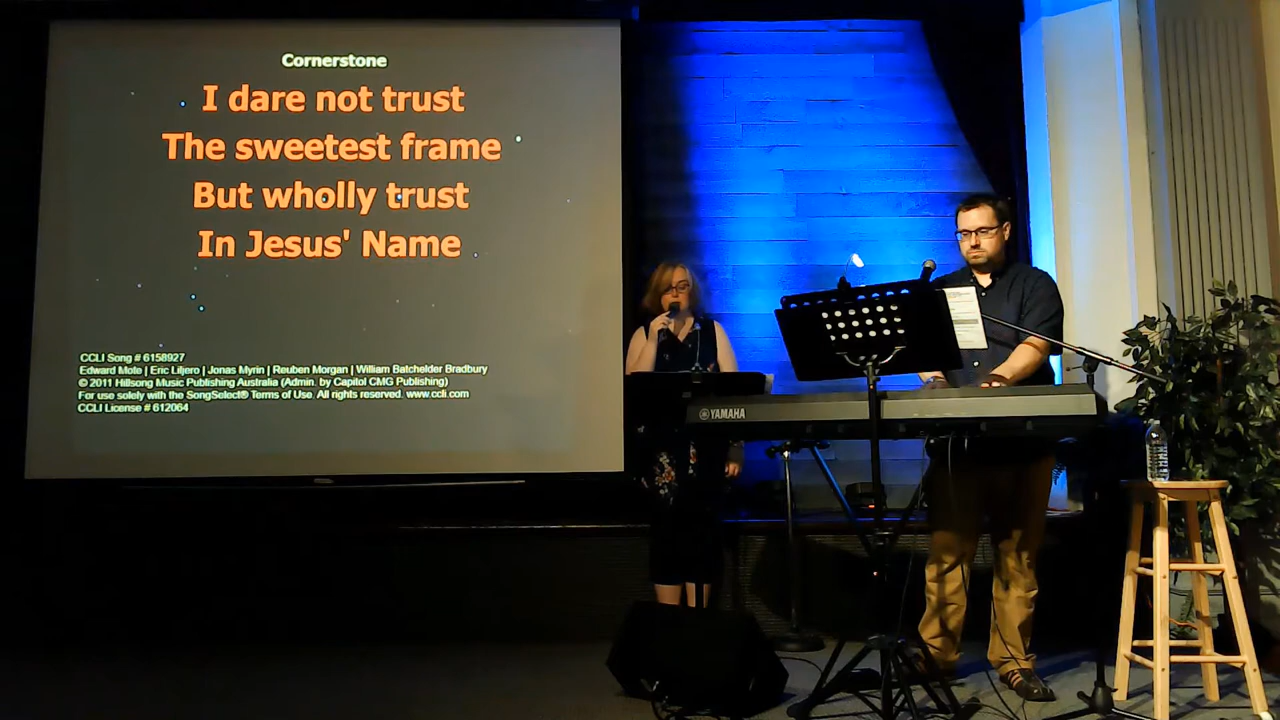 Cornerstone
I dare not trust
The sweetest frame
But wholly trust
In Jesus' Name
CCLI Song # 6158927
Edward Mote | Eric Liljero | Jonas Myrin | Reuben Morgan | William Batchelder Bradbury
© 2011 Hillsong Music Publishing Australia (Admin. by Capitol CMG Publishing)
For use solely with the SongSelect® Terms of Use. All rights reserved. www.ccli.com
CCLI License # 612064
YAMAHA